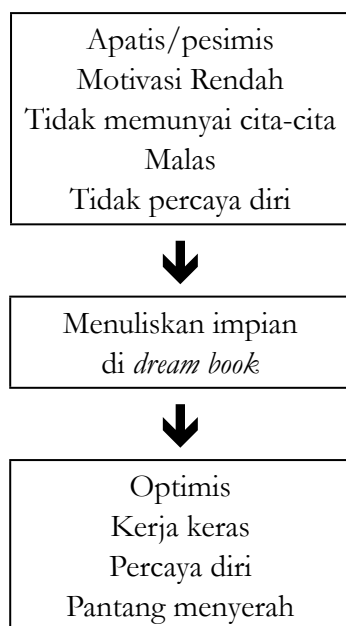 Apatis/pesimis
Motivasi Rendah
Tidak memunyai cita-cita
Malas
Tidak percaya diri
Menuliskan impian
di dream book
Optimis
Kerja keras
Percaya diri
Pantang menyerah